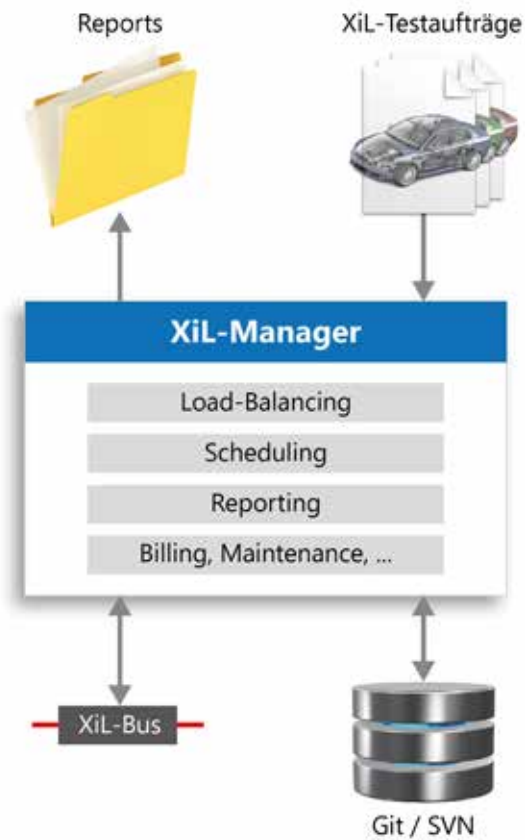 Reports
XiL-Testaufträge
XiL-Manager
Load-Balancing
Scheduling
Reporting
Billing, Maintenance, ...
XiL-Bus
Git / SVN